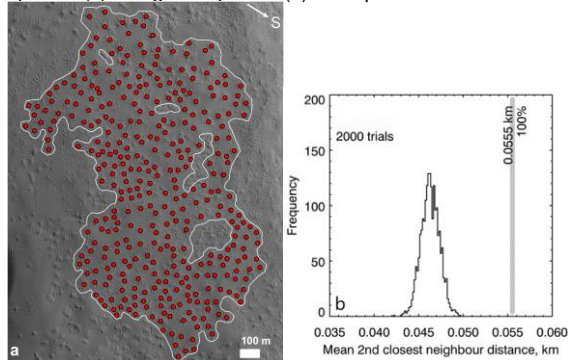 S
100 m
a
200
150
100
50
0
Frequency
2000 trials
0.0555 km
100%
b
0.035 0.040 0.045 0.050 0.055 0.060
Mean 2nd closest neighbour distance, km